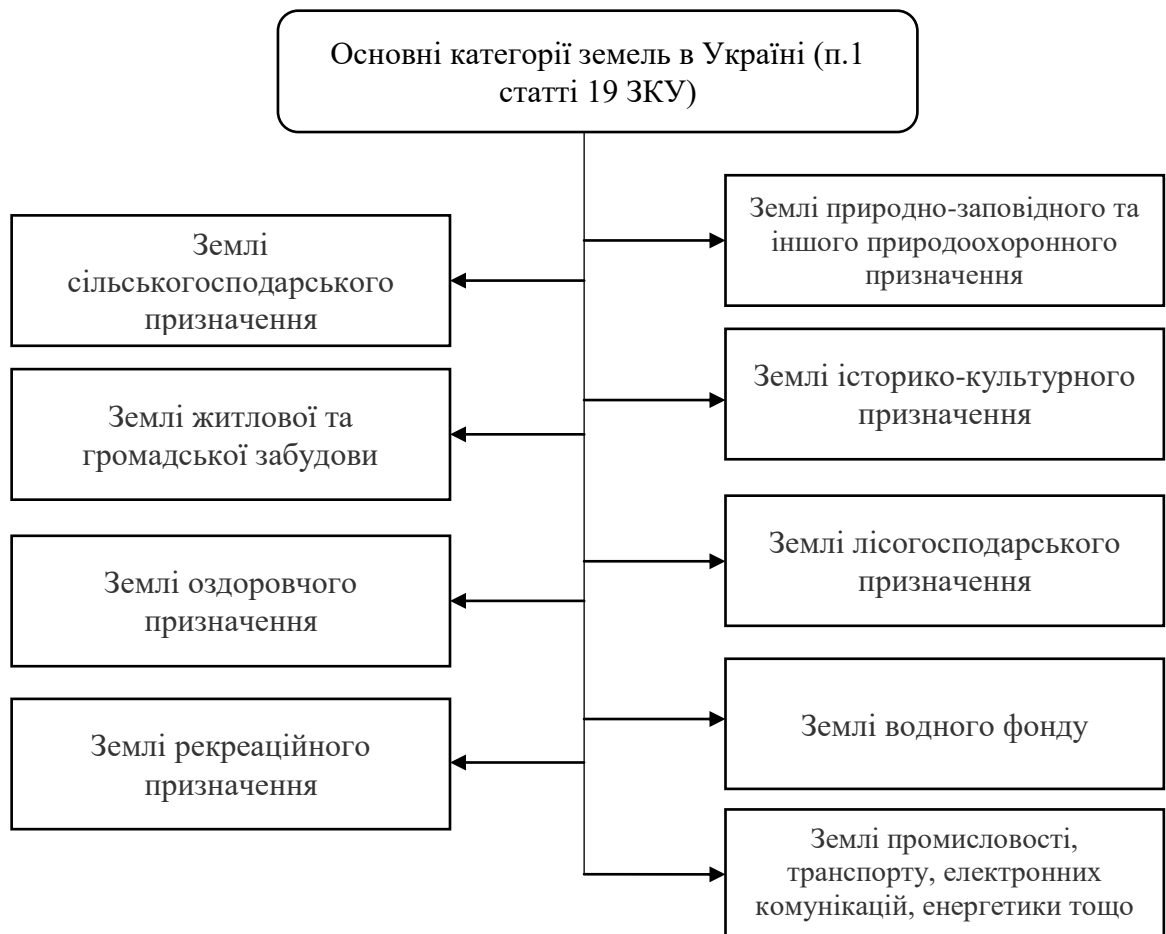 Основні категорії земель в Україні (п.1
статті 19 ЗКУ)
Землі
сільськогосподарського
призначення
Землі житлової та
громадської забудови
Землі оздоровчого
призначення
Землі рекреаційного
призначення
Землі природно-заповідного та
іншого природоохоронного
призначення
Землі історико-культурного
призначення
Землі лісогосподарського
призначення
Землі водного фонду
Землі промисловості,
транспорту, електронних
комунікацій, енергетики тощо